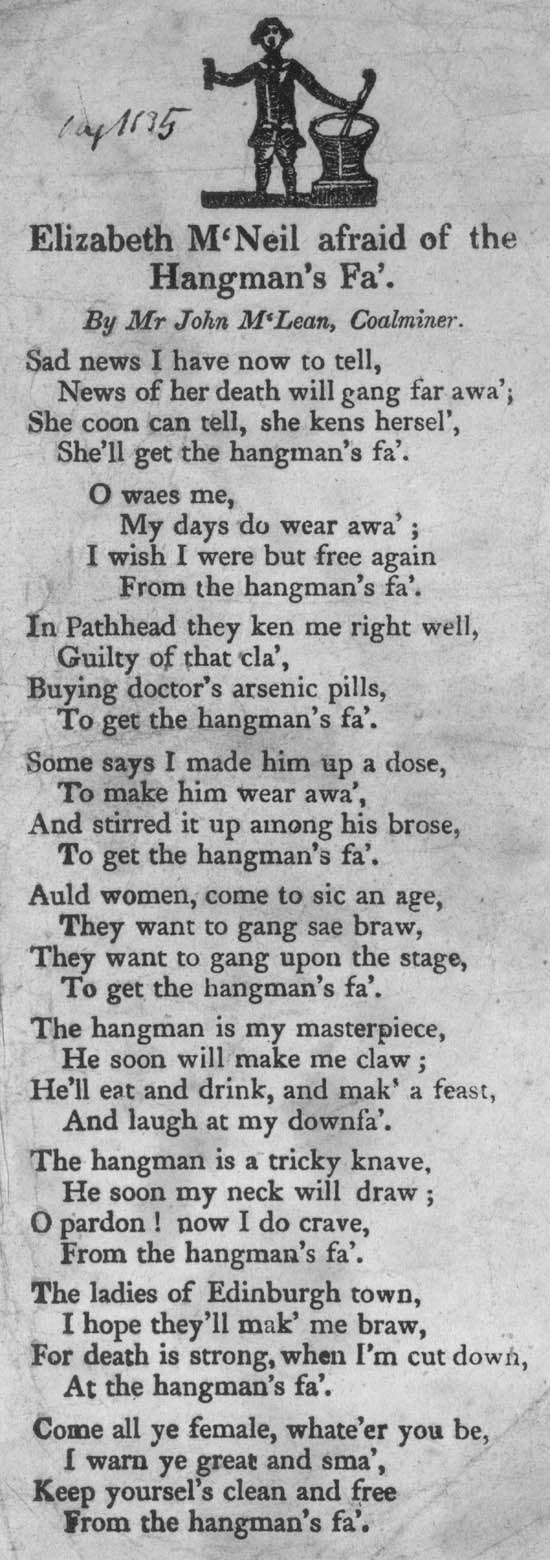 1835
Elizabeth M‘Neil afraid of the
Hangman's Fa'.
By Mr John M‘Lean, Coalminer.
Sad news I have now to tell,
News of her death will gang far awa';
She coon can tell, she kens hersel',
She'll get the hangman's fa'.
O waes me,
My days do wear awa' ;
I wish I were but free again
From the hangman's fa'.
In Pathhead they ken me right well,
Guilty of that cla',
Buying doctor's arsenic pills,
To get the hangman's fa'.
Some says I made him up a dose,
To make him wear awa',
And stirred it up among his brose,
To get the hangman's fa'.
Auld women, come to sic an age,
They want to gang sae braw,
They want to gang upon the stage,
To get the hangman's fa'.
The hangman is my masterpiece,
He soon will make me claw ;
He'll eat and drink, and mak' a feast,
And laugh at my downfa'.
The hangman is a tricky knave,
He soon my neck will draw ;
O pardon ! now I do crave,
From the hangman's fa'.
The ladies of Edinburgh town,
I hope they'll mak' me braw,
For death is strong, when I'm cut down,
At the hangman's fa'.
Come all ye female, whate'er you be,
I warn ye great and sma',
Keep yoursel's clean and free
From the hangman's fa'.